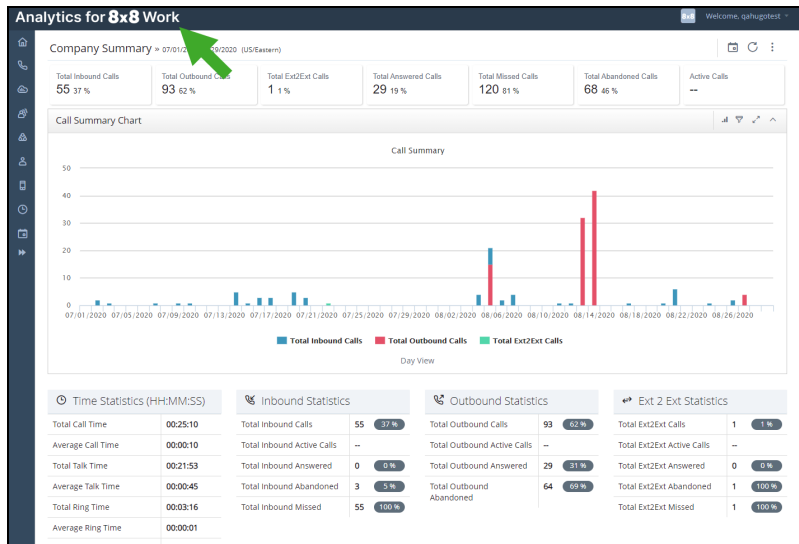 Analytics for 8x8 Work
8x8 Welcome, qahugotest
Company Summary » 07/01/2 29/2020 (US/Eastern)
Total Inbound Calls
55 37 %
Total Outbound Calls
93 62 %
Total Ext2Ext Calls
1 1 %
Total Answered Calls
29 19 %
Total Missed Calls
120 81 %
Total Abandoned Calls
68 46 %
Active Calls
--
Call Summary Chart
Call Summary
50
40
30
20
10
0
07/01/2020 07/05/2020 07/09/2020 07/13/2020 07/17/2020 07/21/2020 07/25/2020 07/29/2020 08/02/2020 08/06/2020 08/10/2020 08/14/2020 08/18/2020 08/22/2020 08/26/2020
Total Inbound Calls Total Outbound Calls Total Ext2Ext Calls
Day View
Time Statistics (HH:MM:SS)
Total Call Time 00:25:10
Average Call Time 00:00:10
Total Talk Time 00:21:53
Average Talk Time 00:00:45
Total Ring Time 00:03:16
Average Ring Time 00:00:01
Inbound Statistics
Total Inbound Calls 55 37 %
Total Inbound Active Calls --
Total Inbound Answered 0 0 %
Total Inbound Abandoned 3 5 %
Total Inbound Missed 55 100 %
Outbound Statistics
Total Outbound Calls 93 62 %
Total Outbound Active Calls --
Total Outbound Answered 29 31 %
Total Outbound Abandoned 64 69 %
Ext 2 Ext Statistics
Total Ext2Ext Calls 1 1 %
Total Ext2Ext Active Calls --
Total Ext2Ext Answered 0 0 %
Total Ext2Ext Abandoned 1 100 %
Total Ext2Ext Missed 1 100 %